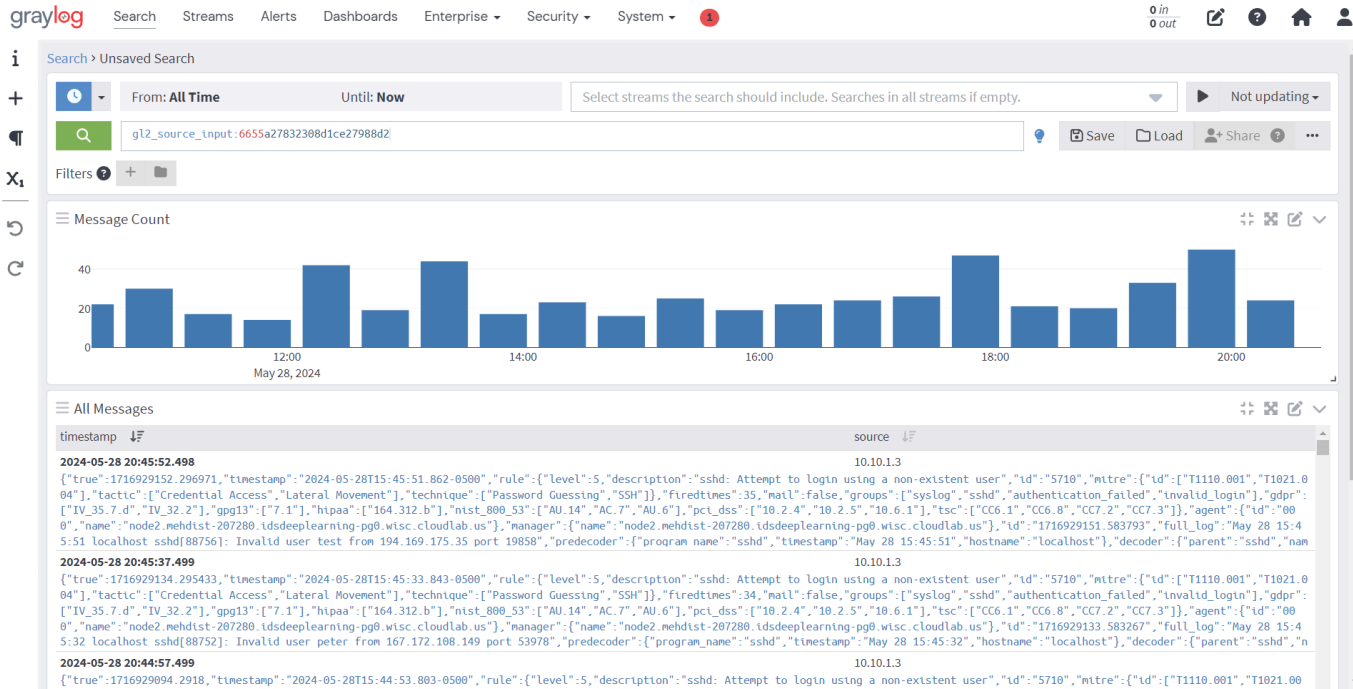 graylog Search Streams Alerts Dashboards Enterprise Security System 1 0 in
0 out
Search > Unsaved Search
From: All Time Until: Now Select streams the search should include. Searches in all streams if empty. Not updating
gl2_source_input:6655a27832308d1ce27988d2 Save Load Share ...
Filters
Message Count
40
20
0
12:00 14:00 16:00 18:00 20:00
May 28, 2024
All Messages
timestamp source
2024-05-28 20:45:52.498 10.10.1.3
{"true":1716929152.296971,"timestamp":"2024-05-28T15:45:51.862-0500","rule":{"level":5,"description":"sshd: Attempt to login using a non-existent user","id":"5710","mitre":{"id":["T1110.001","T1021.0
04"],"tactic":["Credential Access","Lateral Movement"],"technique":["Password Guessing","SSH"]},"firedtimes":35,"mail":false,"groups":["syslog","sshd","authentication_failed","invalid_login"],"gdpr":
["IV_35.7.d","IV_32.2"],"gpg13":["7.1"],"hipaa":["164.312.b"],"nist_800_53":["AU.14","AC.7","AU.6"],"pci_dss":["10.2.4","10.2.5","10.6.1"],"tsc":["CC6.1","CC6.8","CC7.2","CC7.3"]},"agent":{"id":"00
0","name":"node2.mehdist-207280.idsdeeplearning-pg0.wisc.cloudlab.us"},"manager":{"name":"node2.mehdist-207280.idsdeeplearning-pg0.wisc.cloudlab.us"},"id":"1716929151.583793","full_log":"May 28 15:4
5:51 localhost sshd[88756]: Invalid user test from 194.169.175.35 port 19858","predecoder":{"program_name":"sshd","timestamp":"May 28 15:45:51","hostname":"localhost"},"decoder":{"parent":"sshd","nam
2024-05-28 20:45:37.499 10.10.1.3
{"true":1716929134.295433,"timestamp":"2024-05-28T15:45:33.843-0500","rule":{"level":5,"description":"sshd: Attempt to login using a non-existent user","id":"5710","mitre":{"id":["T1110.001","T1021.0
04"],"tactic":["Credential Access","Lateral Movement"],"technique":["Password Guessing","SSH"]},"firedtimes":34,"mail":false,"groups":["syslog","sshd","authentication_failed","invalid_login"],"gdpr":
["IV_35.7.d","IV_32.2"],"gpg13":["7.1"],"hipaa":["164.312.b"],"nist_800_53":["AU.14","AC.7","AU.6"],"pci_dss":["10.2.4","10.2.5","10.6.1"],"tsc":["CC6.1","CC6.8","CC7.2","CC7.3"]},"agent":{"id":"00
0","name":"node2.mehdist-207280.idsdeeplearning-pg0.wisc.cloudlab.us"},"manager":{"name":"node2.mehdist-207280.idsdeeplearning-pg0.wisc.cloudlab.us"},"id":"1716929133.583267","full_log":"May 28 15:4
5:32 localhost sshd[88752]: Invalid user peter from 167.172.108.149 port 53978","predecoder":{"program_name":"sshd","timestamp":"May 28 15:45:32","hostname":"localhost"},"decoder":{"parent":"sshd","n
2024-05-28 20:44:57.499 10.10.1.3
{"true":1716929094.2918,"timestamp":"2024-05-28T15:44:53.803-0500","rule":{"level":5,"description":"sshd: Attempt to login using a non-existent user","id":"5710","mitre":{"id":["T1110.001","T1021.00